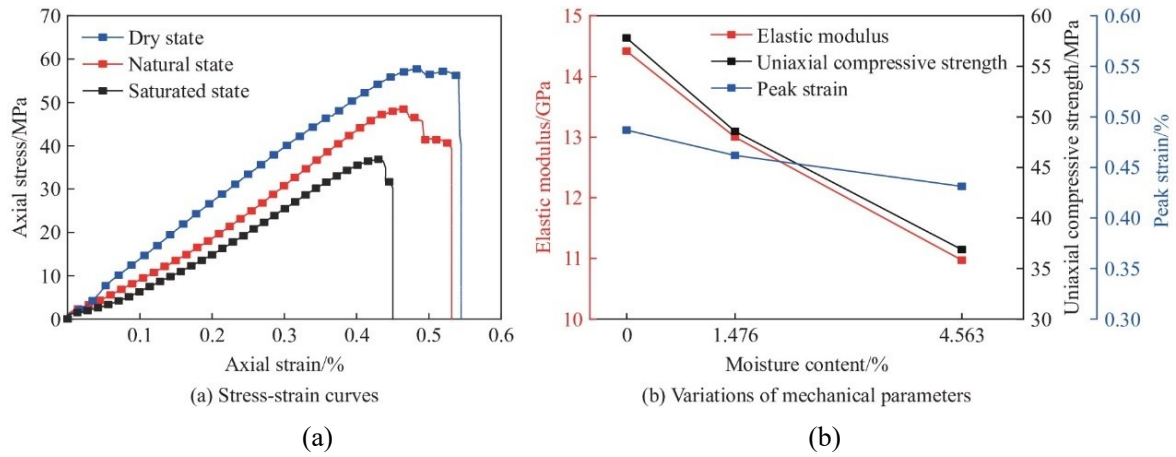 70
60
50
40
30
20
10
0
Axial stress/MPa
Dry state
Natural state
Saturated state
0.1 0.2 0.3 0.4 0.5 0.6
Axial strain/%
(a) Stress-strain curves
(a)
15
14
13
12
11
10
Elastic modulus/GPa
Elastic modulus
Uniaxial compressive strength
Peak strain
60
55
50
45
40
35
30
Uniaxial compressive strength/MPa
0.60
0.55
0.50
0.45
0.40
0.35
0.30
Peak strain/%
0 1.476 4.563
Moisture content/%
(b) Variations of mechanical parameters
(b)